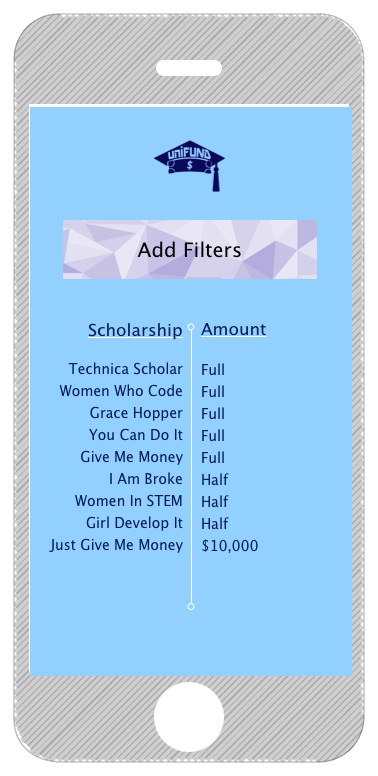 UNIFUND
$
Add Filters
Scholarship Amount
Technica Scholar Full
Women Who Code Full
Grace Hopper Full
You Can Do It Full
Give Me Money Full
I Am Broke Half
Women In STEM Half
Girl Develop It Half
Just Give Me Money $10,000